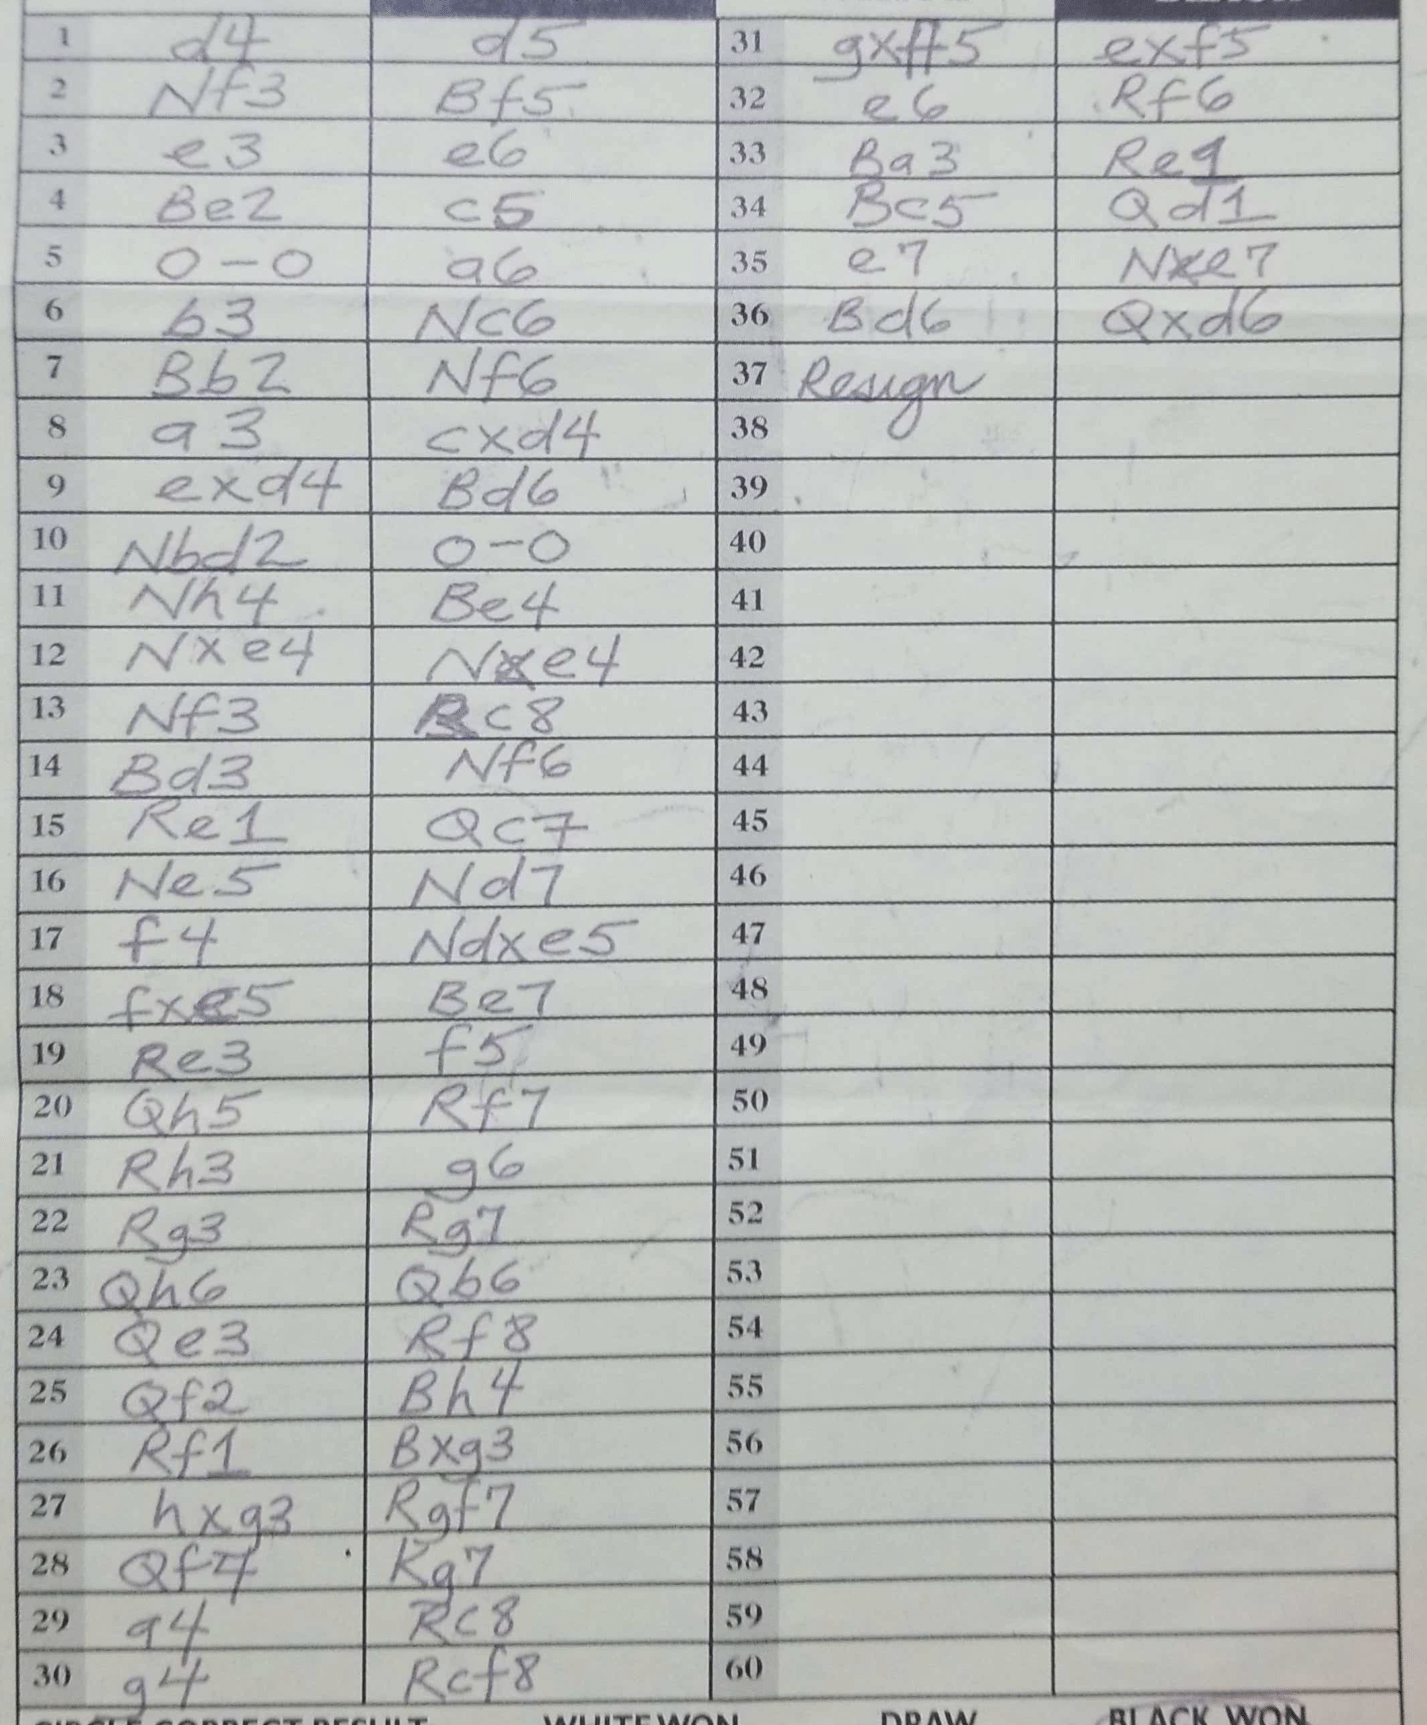 1 d4 d5
2 Nf3 Bf5
3 e3 e6
4 Be2 c5
5 0-0 a6
6 b3 Nc6
7 Bb2 Nf6
8 a3 cxd4
9 exd4 Bd6
10 Nbd2 0-0
11 Nh4 Be4
12 Nxe4 Nxe4
13 Nf3 Rc8
14 Bd3 Nf6
15 Re1 Qc7
16 Ne5 Nd7
17 f4 Ndxe5
18 fxe5 Be7
19 Re3 f5
20 Qh5 Rf7
21 Rh3 g6
22 Rg3 Rg7
23 Qh6 Qb6
24 Qe3 Rf8
25 Qf2 Bh4
26 Rf1 Bxg3
27 hxg3 Rgf7
28 Qf4 Kg7
29 a4 Rc8
30 g4 Rcf8
31 gxf5 exf5
32 e6 Rf6
33 Ba3 Re1
34 Bc5 Qd1
35 e7 Nxe7
36 Bd6 Qxd6
37 Resign
38
39
40
41
42
43
44
45
46
47
48
49
50
51
52
53
54
55
56
57
58
59
60
CIRCLE CORRECT RESULT WHITE WON DRAW BLACK WON